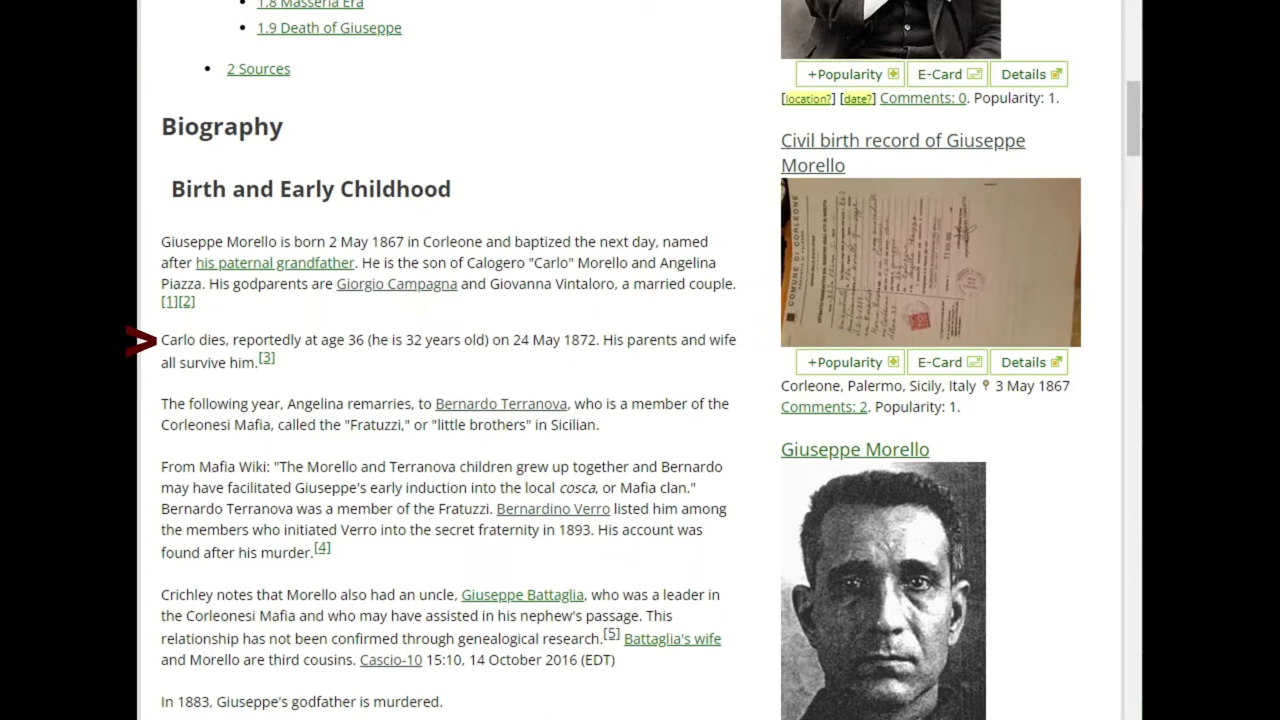 1.8 Masseria Era
1.9 Death of Giuseppe
2 Sources
Biography
Birth and Early Childhood
Giuseppe Morello is born 2 May 1867 in Corleone and baptized the next day, named
after his paternal grandfather. He is the son of Calogero "Carlo" Morello and Angelina
Piazza. His godparents are Giorgio Campagna and Giovanna Vintaloro, a married couple.
[1][2]
> Carlo dies, reportedly at age 36 (he is 32 years old) on 24 May 1872. His parents and wife
all survive him.[3]
The following year, Angelina remarries, to Bernardo Terranova, who is a member of the
Corleonesi Mafia, called the "Fratuzzi," or "little brothers" in Sicilian.
From Mafia Wiki: "The Morello and Terranova children grew up together and Bernardo
may have facilitated Giuseppe's early induction into the local cosca, or Mafia clan."
Bernardo Terranova was a member of the Fratuzzi. Bernardino Verro listed him among
the members who initiated Verro into the secret fraternity in 1893. His account was
found after his murder.[4]
Crichley notes that Morello also had an uncle, Giuseppe Battaglia, who was a leader in
the Corleonesi Mafia and who may have assisted in his nephew's passage. This
relationship has not been confirmed through genealogical research.[5] Battaglia's wife
and Morello are third cousins. Cascio-10 15:10, 14 October 2016 (EDT)
In 1883, Giuseppe's godfather is murdered.
+Popularity E-Card Details
[location?] [date?] Comments: 0. Popularity: 1.
Civil birth record of Giuseppe
Morello
COMUNE DI CORLEONE
+Popularity E-Card Details
Corleone, Palermo, Sicily, Italy 3 May 1867
Comments: 2. Popularity: 1.
Giuseppe Morello